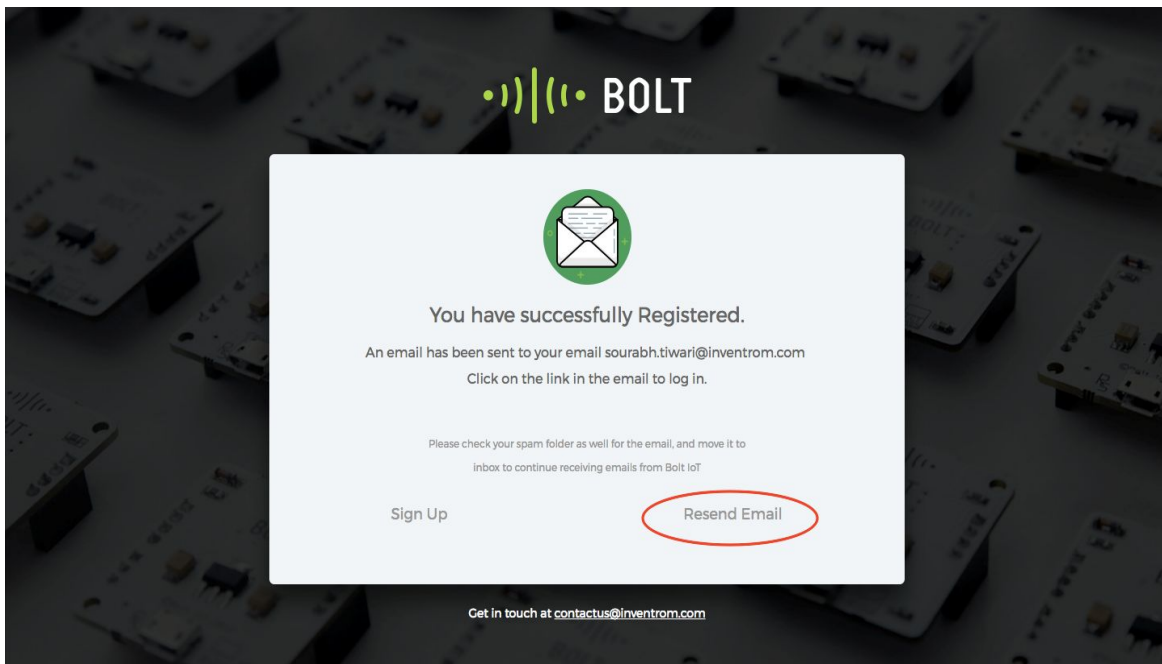 BOLT
You have successfully Registered.
An email has been sent to your email sourabh.tiwari@inventrom.com
Click on the link in the email to log in.
Please check your spam folder as well for the email, and move it to
inbox to continue receiving emails from Bolt IoT
Sign Up
Resend Email
Get in touch at contactus@inventrom.com